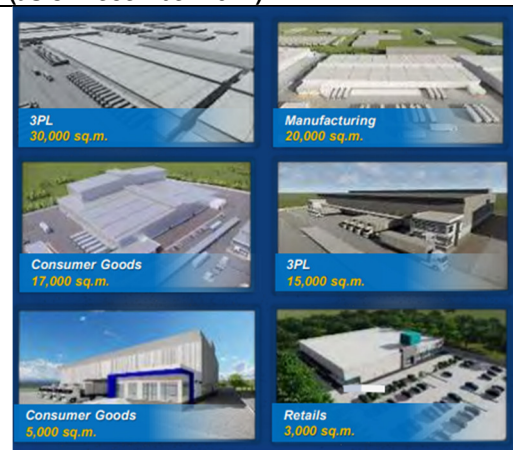 3PL
30,000 sq.m.
Manufacturing
20,000 sq.m.
Consumer Goods
17,000 sq.m.
3PL
15,000 sq.m.
Consumer Goods
5,000 sq.m.
Retails
3,000 sq.m.